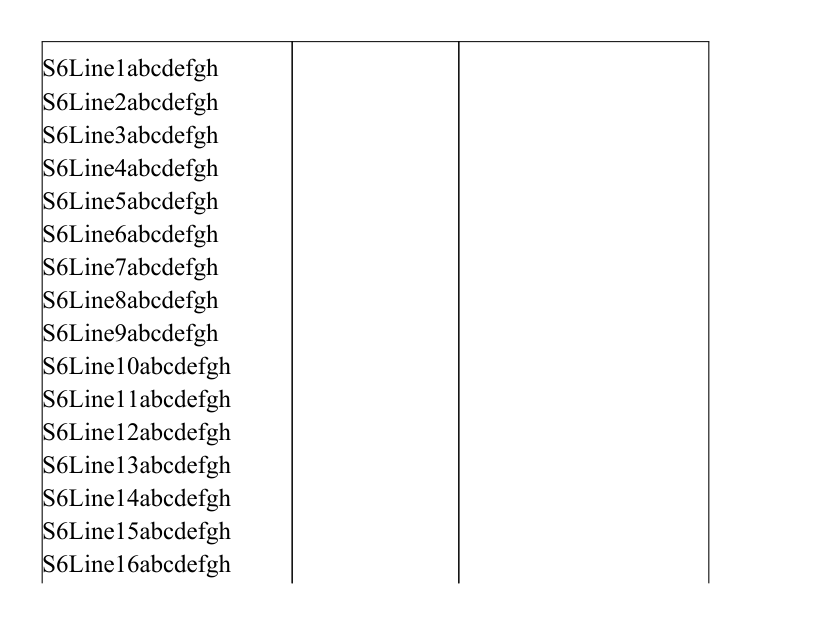 S6Line1abcdefgh
S6Line2abcdefgh
S6Line3abcdefgh
S6Line4abcdefgh
S6Line5abcdefgh
S6Line6abcdefgh
S6Line7abcdefgh
S6Line8abcdefgh
S6Line9abcdefgh
S6Line10abcdefgh
S6Line11abcdefgh
S6Line12abcdefgh
S6Line13abcdefgh
S6Line14abcdefgh
S6Line15abcdefgh
S6Line16abcdefgh